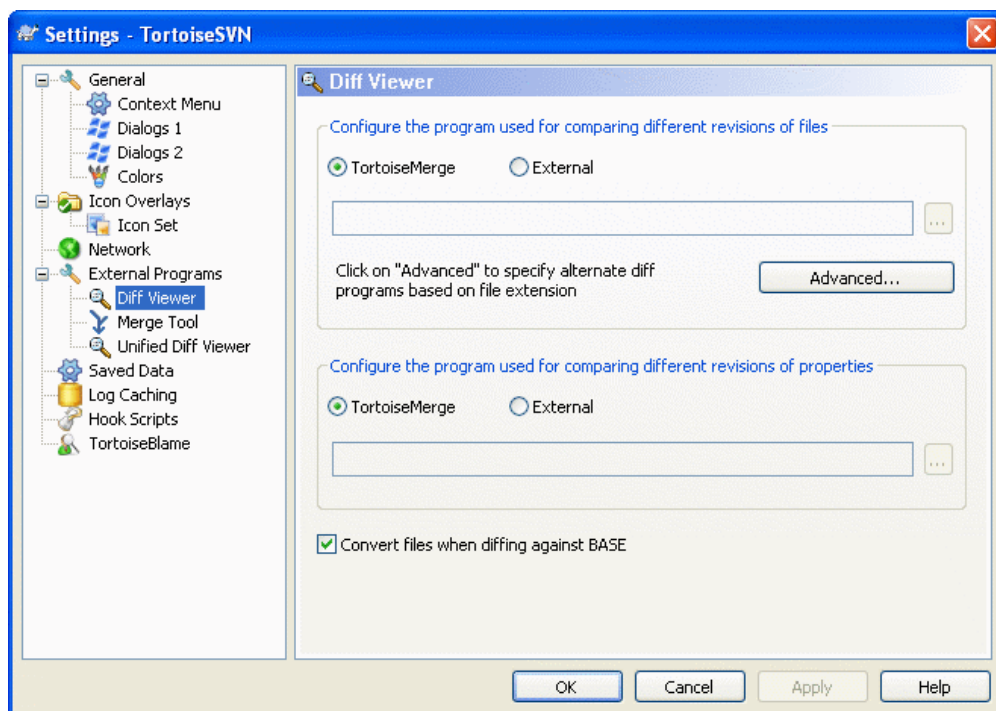 Settings - TortoiseSVN
General
Context Menu
Dialogs 1
Dialogs 2
Colors
Icon Overlays
Icon Set
Network
External Programs
Diff Viewer
Merge Tool
Unified Diff Viewer
Saved Data
Log Caching
Hook Scripts
TortoiseBlame
Diff Viewer
Configure the program used for comparing different revisions of files
TortoiseMerge External
...
Click on "Advanced" to specify alternate diff
programs based on file extension
Advanced...
Configure the program used for comparing different revisions of properties
TortoiseMerge External
...
Convert files when diffing against BASE
OK Cancel Apply Help